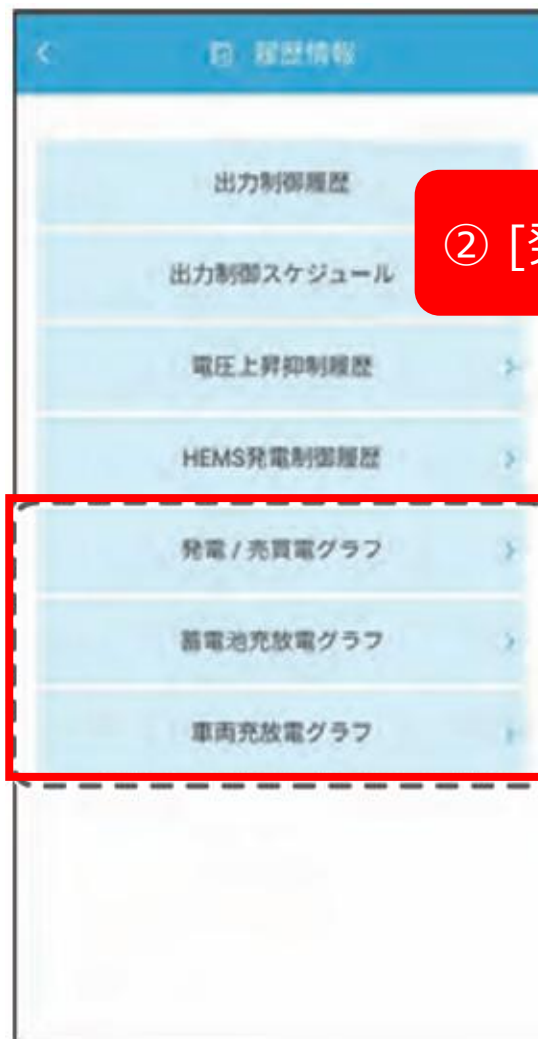 履歴情報
出力制御履歴
② [発
出力制御スケジュール
電圧上昇抑制履歴
HEMS発電制御履歴
発電 / 売買電グラフ
蓄電池充放電グラフ
車両充放電グラフ